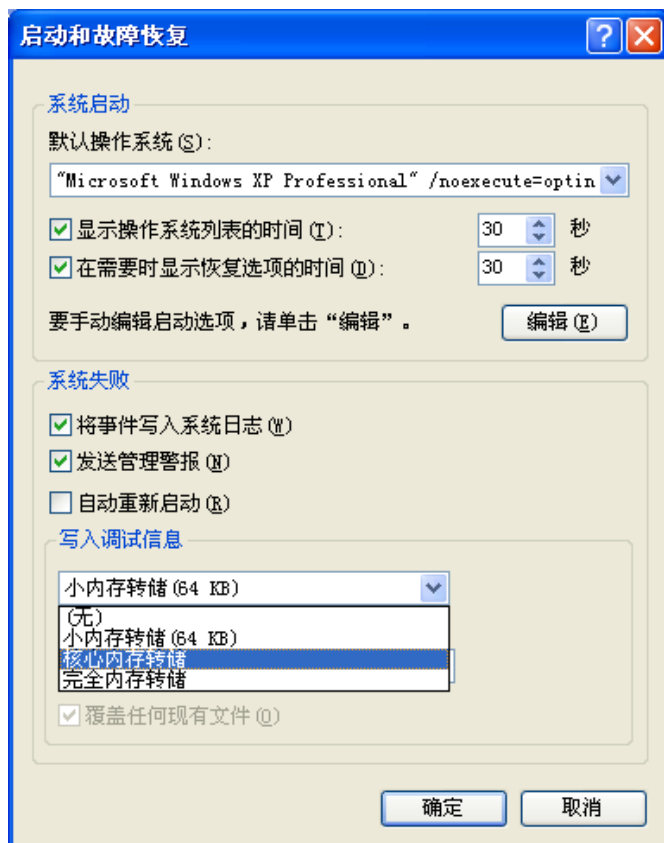 启动和故障恢复
系统启动
默认操作系统(S):
"Microsoft Windows XP Professional" /noexecute=optin
显示操作系统列表的时间(T): 30 秒
在需要时显示恢复选项的时间(D): 30 秒
要手动编辑启动选项，请单击“编辑”。 编辑(E)
系统失败
将事件写入系统日志(W)
发送管理警报(N)
自动重新启动(R)
写入调试信息
小内存转储(64 KB)
(无)
小内存转储(64 KB)
核心内存转储
完全内存转储
覆盖任何现有文件(O)
确定 取消